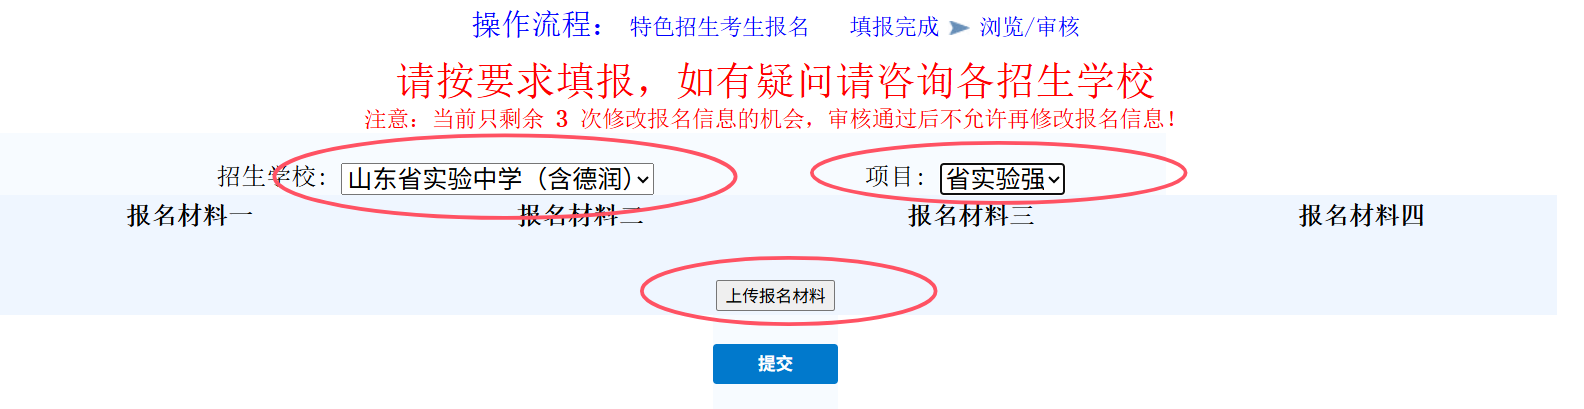 操作流程： 特色招生考生报名 填报完成 浏览/审核
请按要求填报，如有疑问请咨询各招生学校
注意：当前只剩余 3 次修改报名信息的机会，审核通过后不允许再修改报名信息！
招生学校： 山东省实验中学（含德润） 项目： 省实验强
报名材料一 报名材料二 报名材料三 报名材料四
上传报名材料
提交